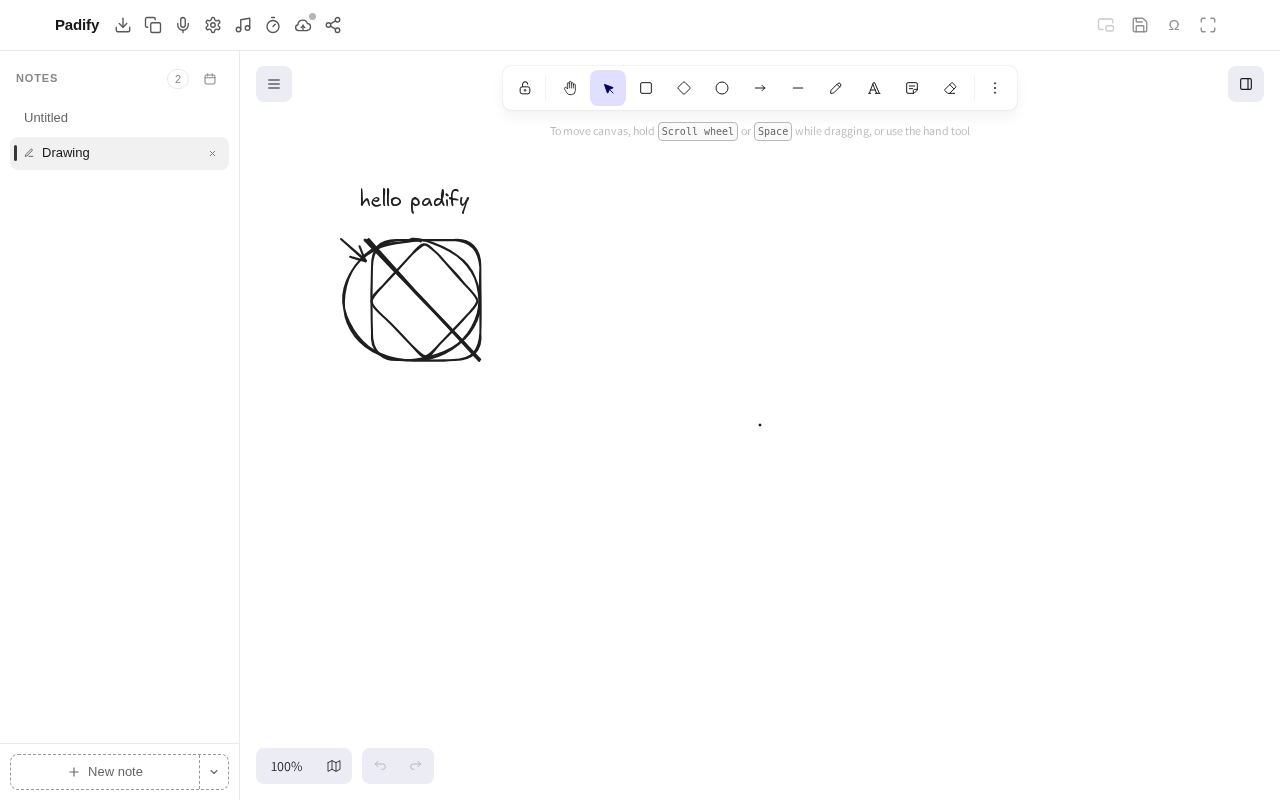 Padify
Ω
NOTES
2
Untitled
Drawing
To move canvas, hold Scroll wheel or Space while dragging, or use the hand tool
hello padify
New note
100%